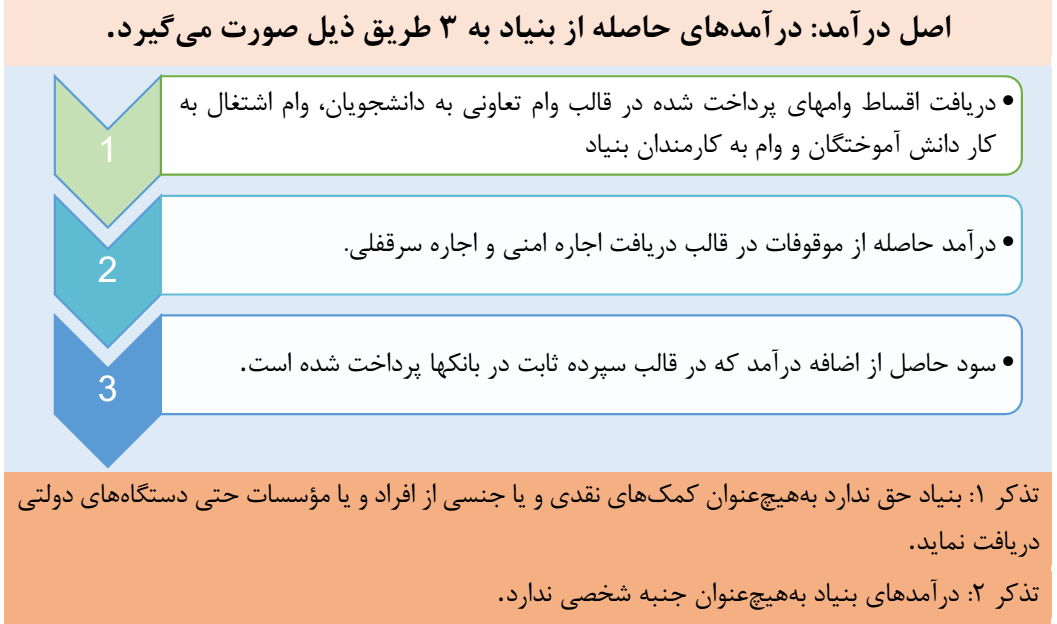 اصل درآمد: درآمدهای حاصله از بنیاد به ۳ طریق ذیل صورت می‌گیرد.
1
• دریافت اقساط وامهای پرداخت شده در قالب وام تعاونی به دانشجویان، وام اشتغال به
کار دانش آموختگان و وام به کارمندان بنیاد
2
• درآمد حاصله از موقوفات در قالب دریافت اجاره امنی و اجاره سرقفلی.
3
• سود حاصل از اضافه درآمد که در قالب سپرده ثابت در بانکها پرداخت شده است.
تذکر ۱: بنیاد حق ندارد به‌هیچ‌عنوان کمک‌های نقدی و یا جنسی از افراد و یا مؤسسات حتی دستگاه‌های دولتی
دریافت نماید.
تذکر ۲: درآمدهای بنیاد به‌هیچ‌عنوان جنبه شخصی ندارد.